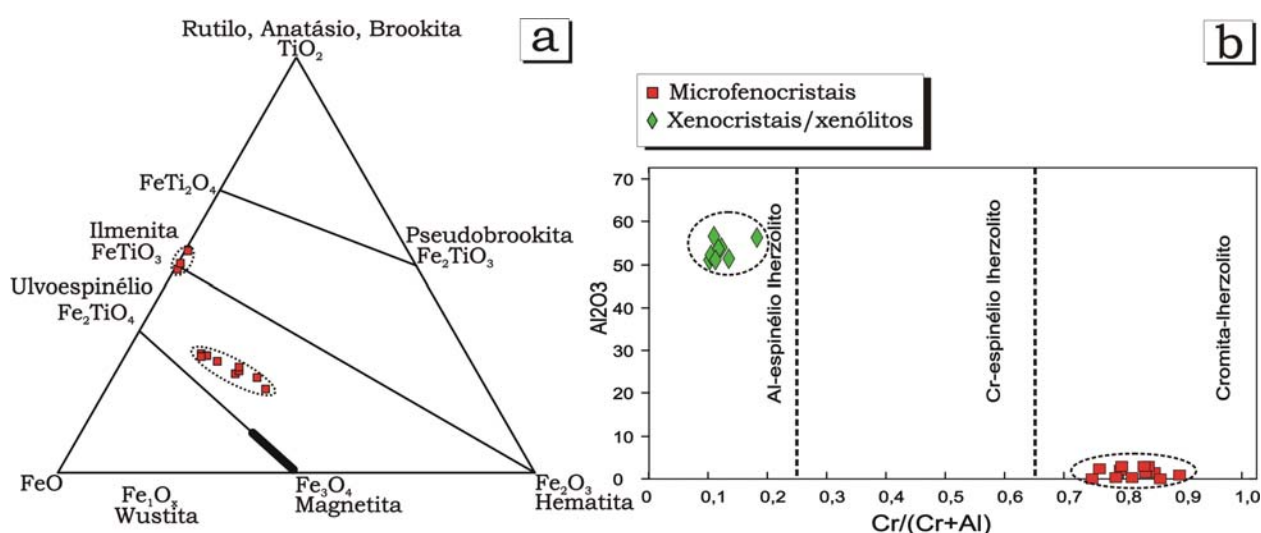 a
Rutilo, Anatásio, Brookita
TiO₂
FeTi₂O₄
Ilmenita
FeTiO₃
Pseudobrookita
Fe₂TiO₃
Ulvoespinélio
Fe₂TiO₄
FeO
Fe₁Oₓ
Wustita
Fe₃O₄
Magnetita
Fe₂O₃
Hematita
b
Microfenocristais
Xenocristais/xenólitos
Al2O3
70
60
50
40
30
20
10
0
Al-espinélio lherzolito
Cr-espinélio lherzolito
Cromita-lherzolito
0 0,1 0,2 0,3 0,4 0,5 0,6 0,7 0,8 0,9 1,0
Cr/(Cr+Al)